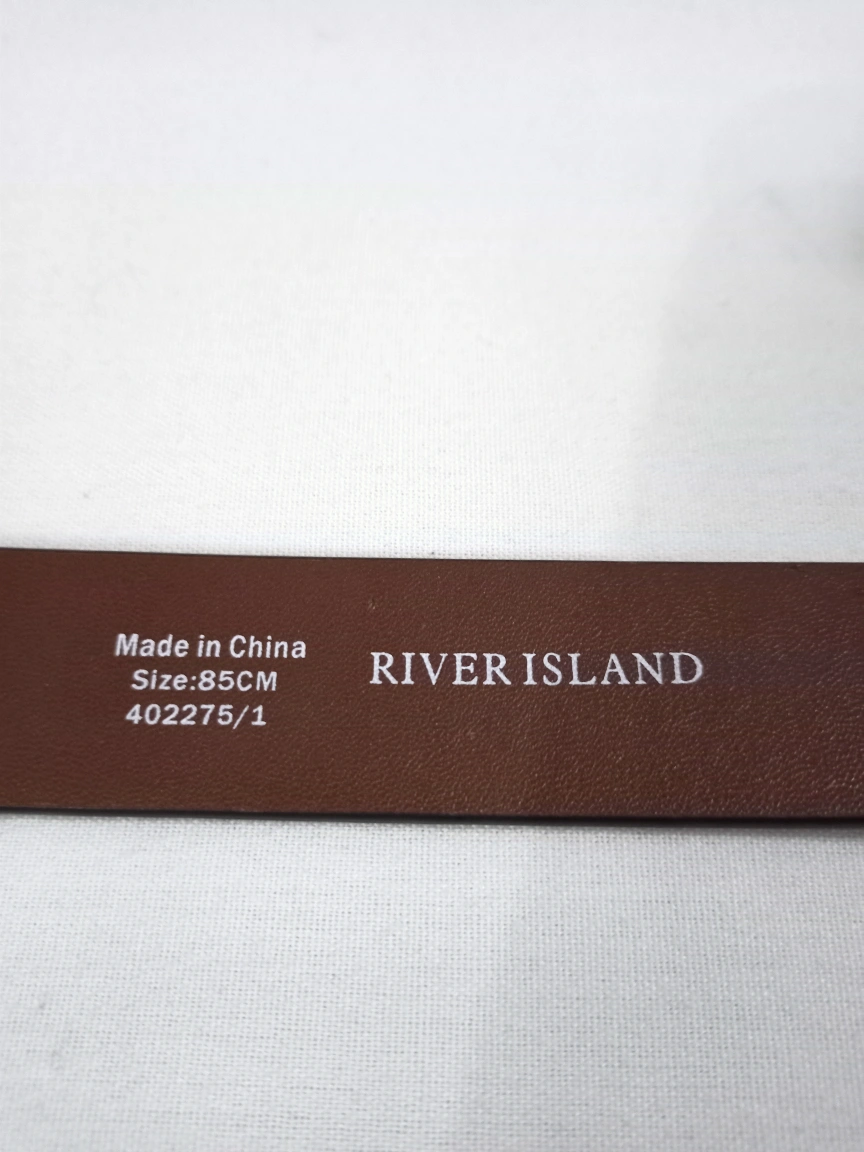 Made in China
Size:85CM
402275/1
RIVER ISLAND